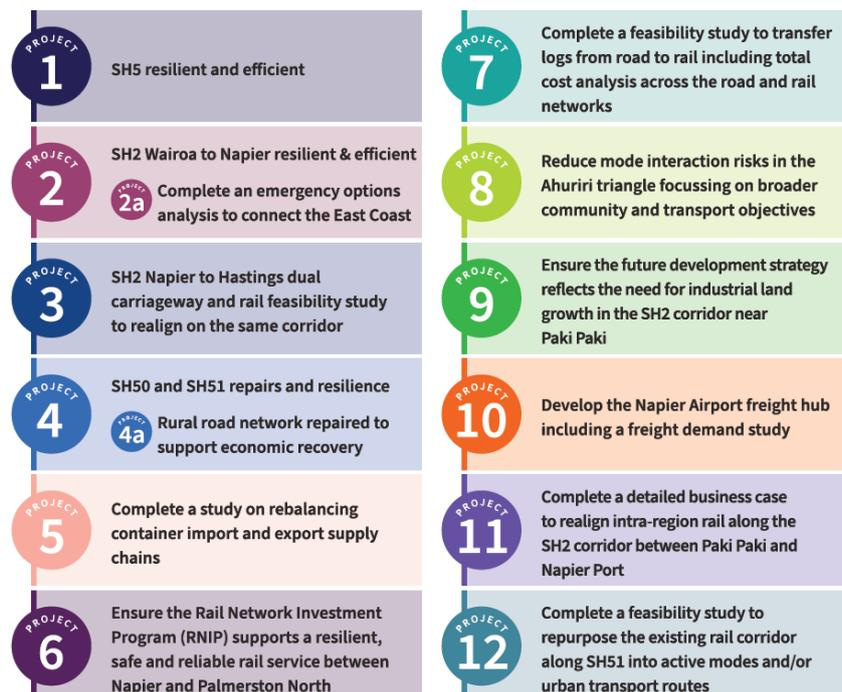 PROJECT
1
SH5 resilient and efficient
PROJECT
2
SH2 Wairoa to Napier resilient & efficient
PROJECT
2a
Complete an emergency options
analysis to connect the East Coast
PROJECT
3
SH2 Napier to Hastings dual
carriageway and rail feasibility study
to realign on the same corridor
PROJECT
4
SH50 and SH51 repairs and resilience
PROJECT
4a
Rural road network repaired to
support economic recovery
PROJECT
5
Complete a study on rebalancing
container import and export supply
chains
PROJECT
6
Ensure the Rail Network Investment
Program (RNIP) supports a resilient,
safe and reliable rail service between
Napier and Palmerston North
PROJECT
7
Complete a feasibility study to transfer
logs from road to rail including total
cost analysis across the road and rail
networks
PROJECT
8
Reduce mode interaction risks in the
Ahuriri triangle focussing on broader
community and transport objectives
PROJECT
9
Ensure the future development strategy
reflects the need for industrial land
growth in the SH2 corridor near
Paki Paki
PROJECT
10
Develop the Napier Airport freight hub
including a freight demand study
PROJECT
11
Complete a detailed business case
to realign intra-region rail along the
SH2 corridor between Paki Paki and
Napier Port
PROJECT
12
Complete a feasibility study to
repurpose the existing rail corridor
along SH51 into active modes and/or
urban transport routes